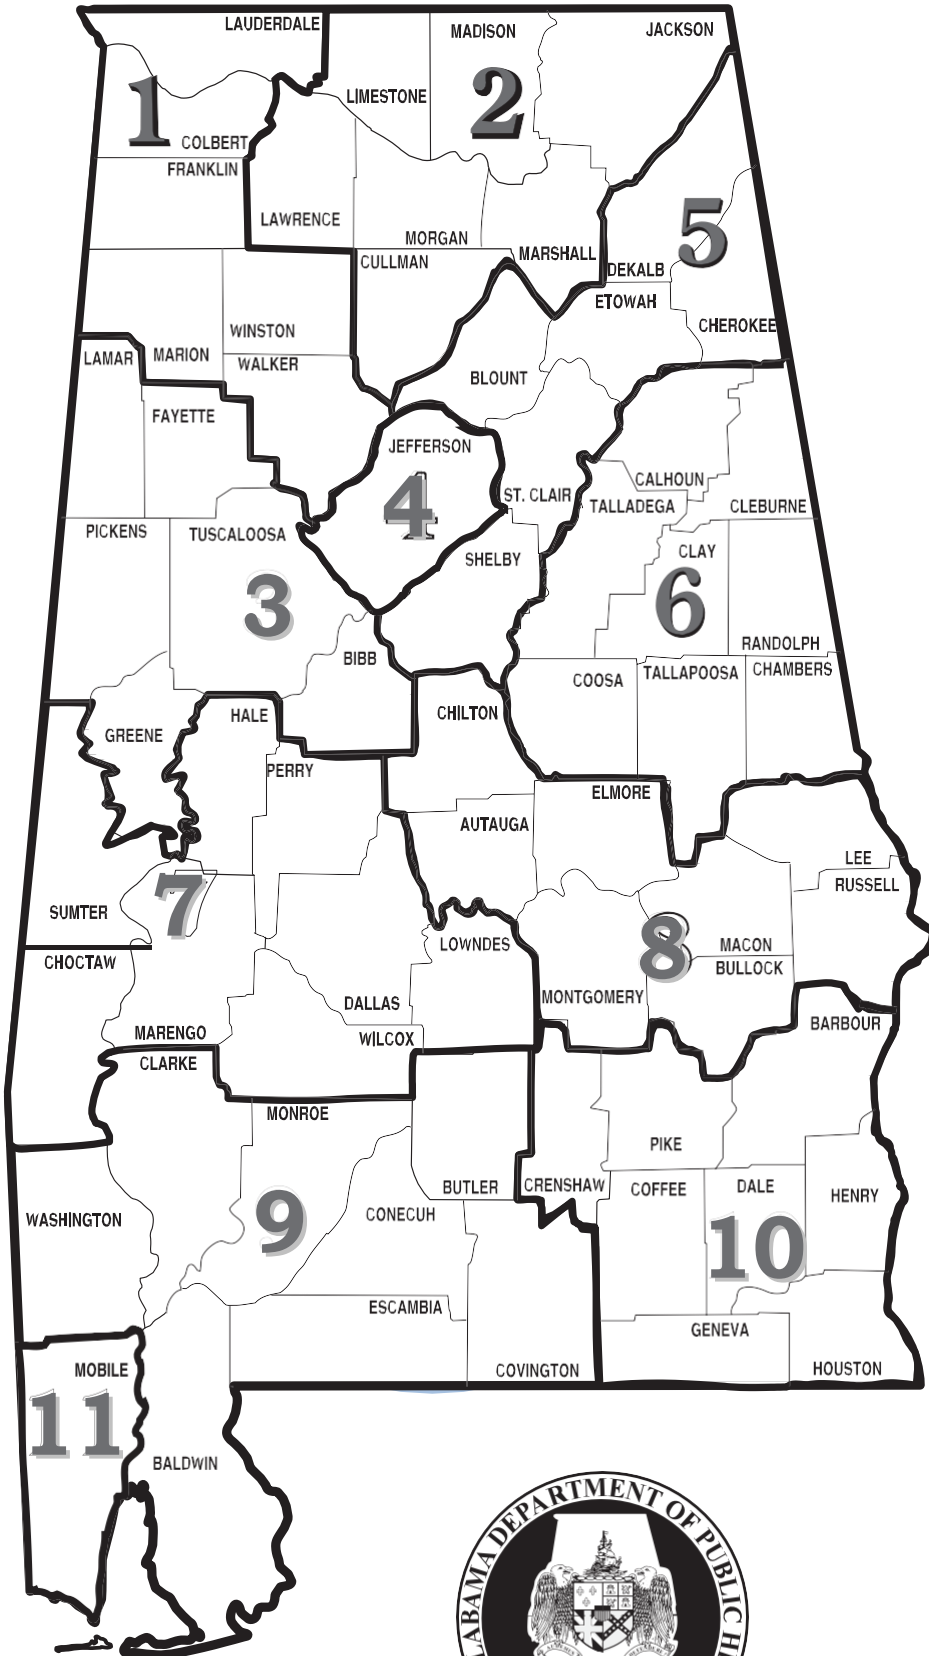 LAUDERDALE
MADISON
JACKSON
LIMESTONE
1
2
COLBERT
FRANKLIN
LAWRENCE
5
MORGAN
MARSHALL
CULLMAN
DEKALB
ETOWAH
CHEROKEE
WINSTON
LAMAR
MARION
WALKER
BLOUNT
FAYETTE
JEFFERSON
4
ST. CLAIR
CALHOUN
TALLADEGA
CLEBURNE
PICKENS
TUSCALOOSA
SHELBY
CLAY
3
6
BIBB
RANDOLPH
COOSA
TALLAPOOSA
CHAMBERS
HALE
CHILTON
GREENE
PERRY
ELMORE
AUTAUGA
LEE
RUSSELL
7
SUMTER
LOWNDES
8
MACON
CHOCTAW
BULLOCK
DALLAS
MONTGOMERY
MARENGO
WILCOX
BARBOUR
CLARKE
MONROE
PIKE
BUTLER
CRENSHAW
COFFEE
DALE
HENRY
WASHINGTON
9
CONECUH
10
ESCAMBIA
GENEVA
MOBILE
COVINGTON
HOUSTON
11
BALDWIN
LABAMA DEPARTMENT OF PUBLIC HE